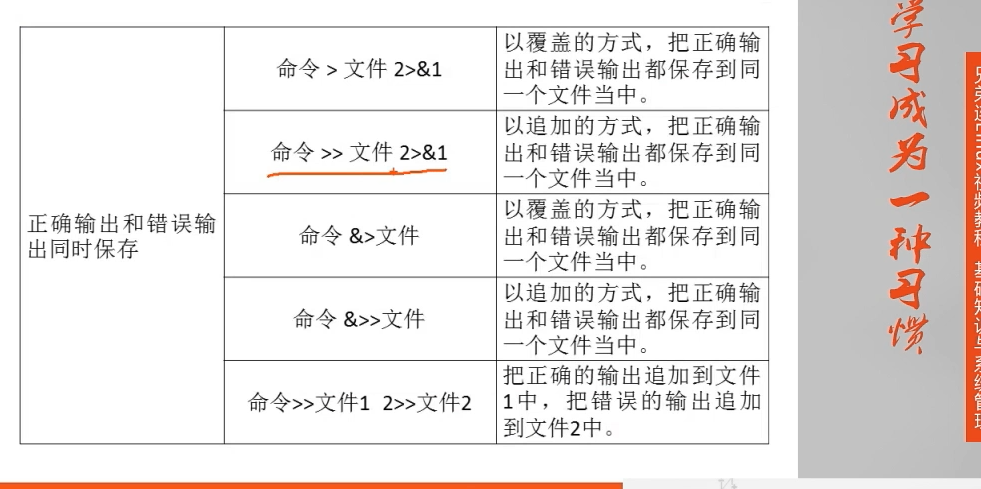 命令 > 文件 2>&1
以覆盖的方式，把正确输
出和错误输出都保存到同
一个文件当中。
命令 >> 文件 2>&1
以追加的方式，把正确输
出和错误输出都保存到同
一个文件当中。
正确输出和错误输
出同时保存
命令 &>文件
以覆盖的方式，把正确输
出和错误输出都保存到同
一个文件当中。
命令 &>>文件
以追加的方式，把正确输
出和错误输出都保存到同
一个文件当中。
命令>>文件1 2>>文件2
把正确的输出追加到文件
1中，把错误的输出追加
到文件2中。
学习成为一种习惯